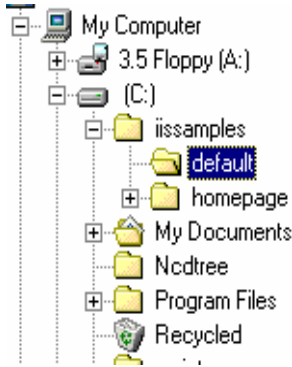 My Computer
3.5 Floppy (A:)
(C:)
iissamples
default
homepage
My Documents
Ncdtree
Program Files
Recycled